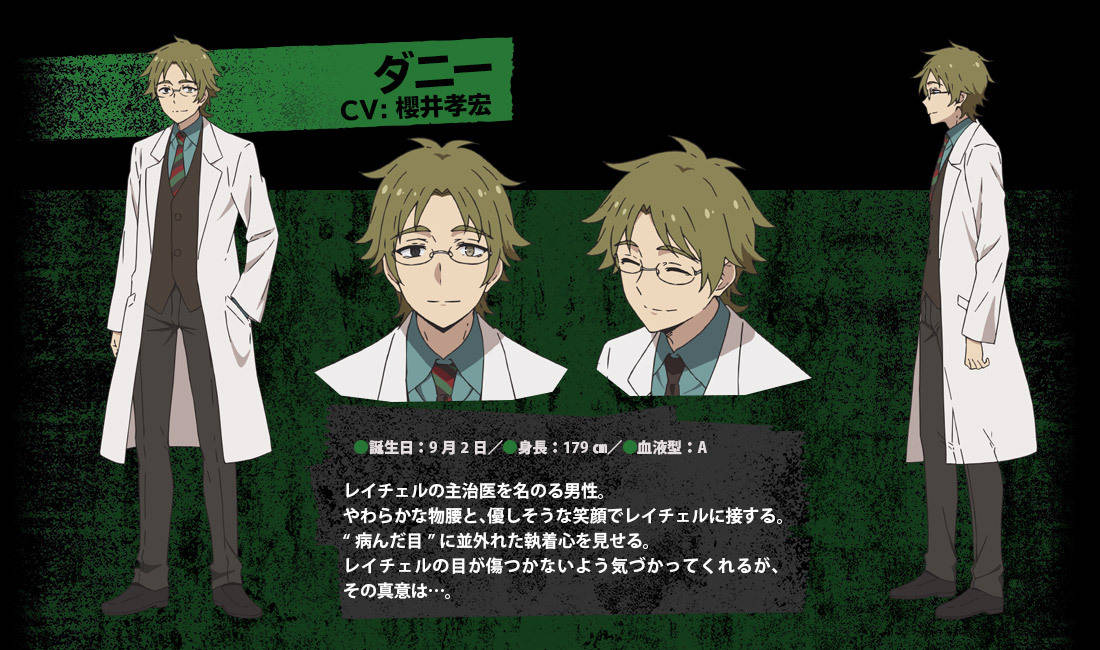 ダニー
CV:櫻井孝宏
●誕生日：9月2日／●身長：179㎝／●血液型：A
レイチェルの主治医を名のる男性。
やわらかな物腰と、優しそうな笑顔でレイチェルに接する。
“病んだ目”に並外れた執着心を見せる。
レイチェルの目が傷つかないよう気づかってくれるが、
その真意は…。